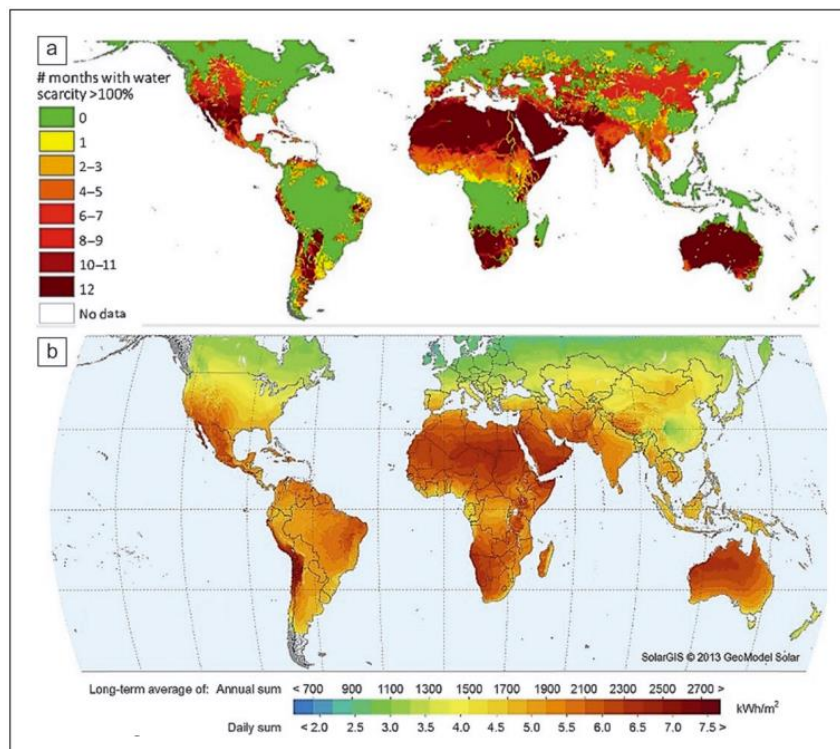 a
# months with water
scarcity >100%
0
1
2–3
4–5
6–7
8–9
10–11
12
No data
b
SolarGIS © 2013 GeoModel Solar
Long-term average of: Annual sum < 700 900 1100 1300 1500 1700 1900 2100 2300 2500 2700 > kWh/m²
Daily sum < 2.0 2.5 3.0 3.5 4.0 4.5 5.0 5.5 6.0 6.5 7.0 7.5 >